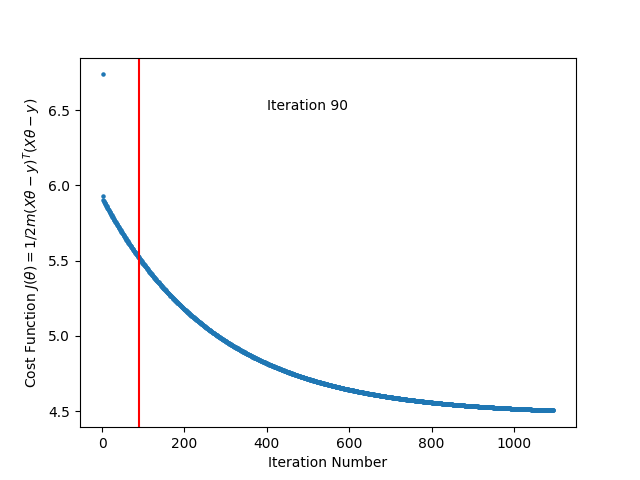 Iteration 90
Cost Function J(θ) = 1/2m(Xθ − y)ᵀ(Xθ − y)
6.5
6.0
5.5
5.0
4.5
0 200 400 600 800 1000
Iteration Number